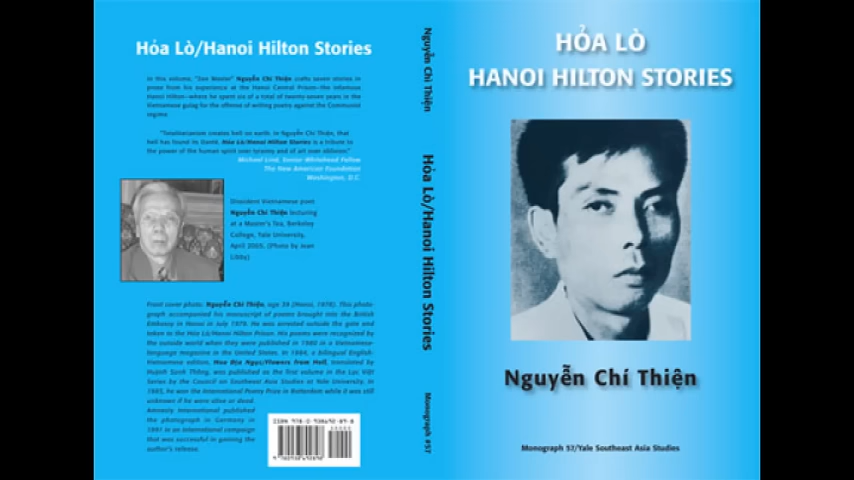 Hỏa Lò/Hanoi Hilton Stories
In this volume, "Zen Master" Nguyễn Chí Thiện crafts seven stories in
prose from his experience at the Hanoi Central Prison—the infamous
Hanoi Hilton—where he spent six of a total of twenty-seven years in the
Vietnamese gulag for the offense of writing poetry against the Communist
regime.
"Totalitarianism creates hell on earth. In Nguyễn Chí Thiện, that
hell has found its Dante. Hỏa Lò/Hanoi Hilton Stories is a tribute to
the power of the human spirit over tyranny and of art over oblivion."
Michael Lind, Senior Whitehead Fellow
The New American Foundation
Washington, D.C.
Dissident Vietnamese poet
Nguyễn Chí Thiện lecturing
at a Master's Tea, Berkeley
College, Yale University,
April 2006. (Photo by Jean
Libby)
Front cover photo: Nguyễn Chí Thiện, age 39 (Hanoi, 1978). This photo-
graph accompanied his manuscript of poems brought into the British
Embassy in Hanoi in July 1979. He was arrested outside the gate and
taken to the Hỏa Lò/Hanoi Hilton Prison. His poems were recognized by
the outside world when they were published in 1980 in a Vietnamese-
language magazine in the United States. In 1984, a bilingual English-
Vietnamese edition, Hoa Địa Ngục/Flowers from Hell, translated by
Huỳnh Sanh Thông, was published as the first volume in the Lạc Việt
Series by the Council on Southeast Asia Studies at Yale University. In
1985, he won the International Poetry Prize in Rotterdam while it was still
unknown if he were alive or dead.
Amnesty International published
the photograph in Germany in
1991 in an international campaign
that was successful in gaining the
author's release.
Nguyễn Chí Thiện
Hỏa Lò/Hanoi Hilton Stories
Monograph #57
HỎA LÒ
HANOI HILTON STORIES
Nguyễn Chí Thiện
Monograph 57/Yale Southeast Asia Studies